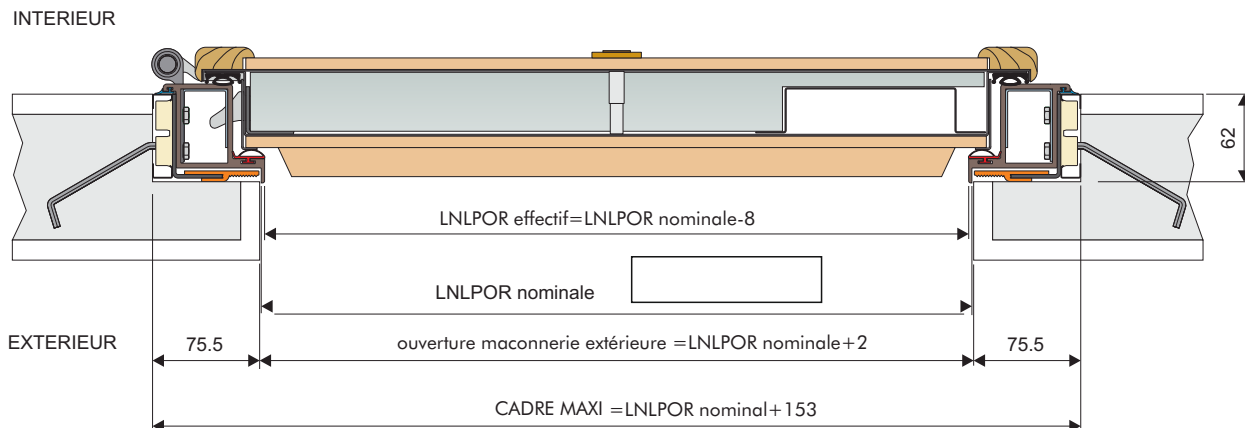 INTERIEUR
62
LNLPOR effectif=LNLPOR nominale-8
LNLPOR nominale
EXTERIEUR
75.5
ouverture maconnerie extérieure =LNLPOR nominale+2
75.5
CADRE MAXI =LNLPOR nominal+153